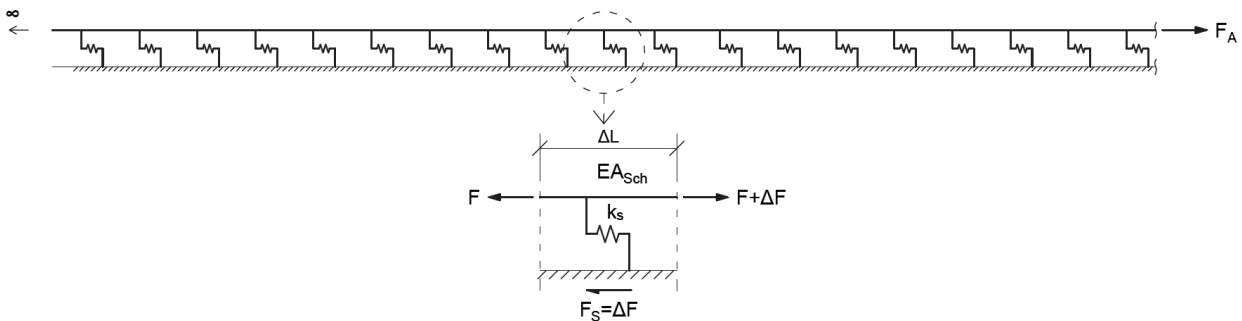 ∞
F_A
ΔL
EA_Sch
F
F+ΔF
k_s
F_S=ΔF